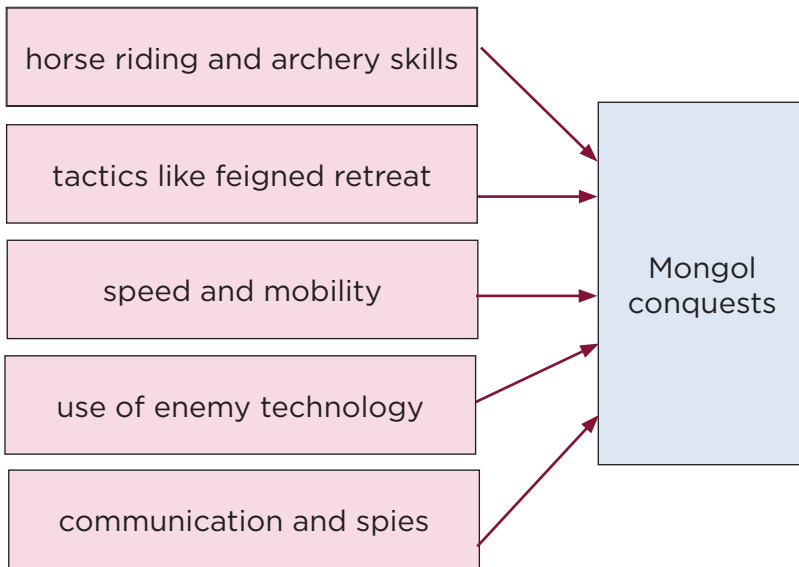 horse riding and archery skills
tactics like feigned retreat
speed and mobility
use of enemy technology
communication and spies
Mongol
conquests